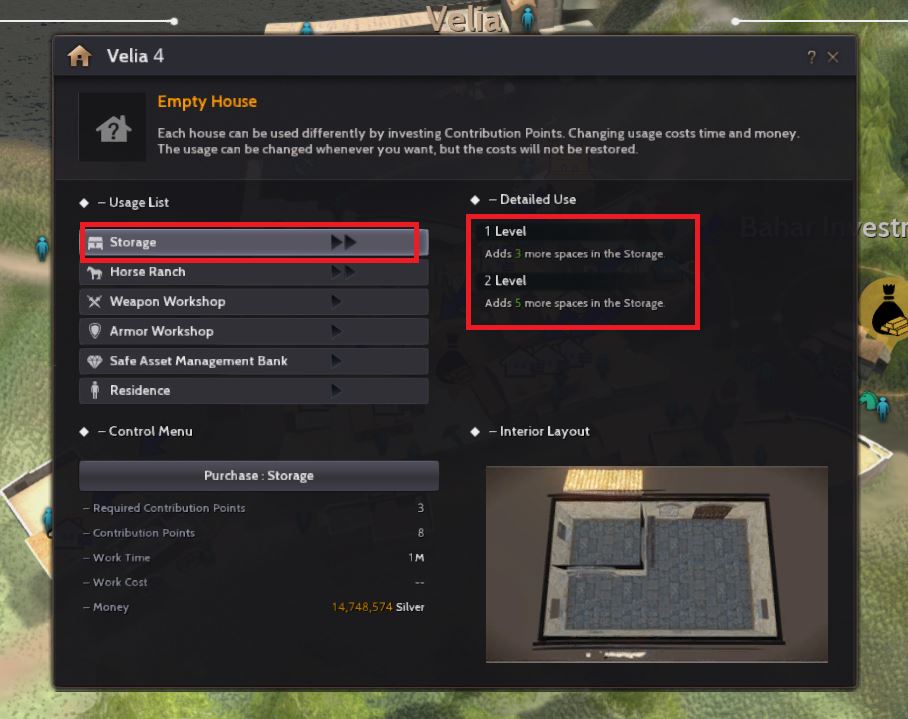 Velia
Velia 4
? ×
Empty House
Each house can be used differently by investing Contribution Points. Changing usage costs time and money.
The usage can be changed whenever you want, but the costs will not be restored.
– Usage List
Storage
Horse Ranch
Weapon Workshop
Armor Workshop
Safe Asset Management Bank
Residence
– Detailed Use
1 Level
Adds 3 more spaces in the Storage.
2 Level
Adds 5 more spaces in the Storage.
Bahar Investm
– Control Menu
Purchase : Storage
– Required Contribution Points 3
– Contribution Points 8
– Work Time 1M
– Work Cost --
– Money 14,748,574 Silver
– Interior Layout